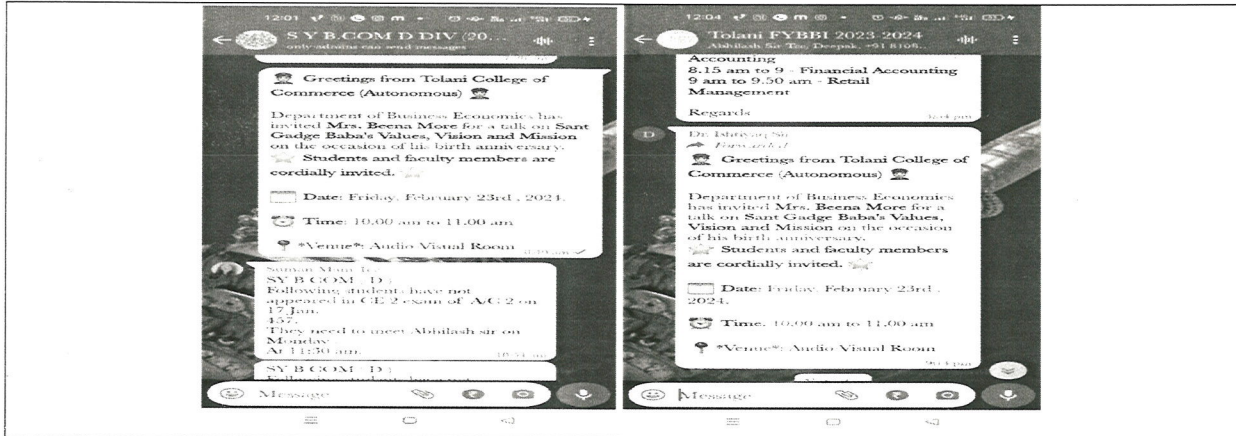 12:01
S Y B.COM D DIV (20...
only admins can send messages
Greetings from Tolani College of
Commerce (Autonomous)
Department of Business Economics has
invited Mrs. Beena More for a talk on Sant
Gadge Baba's Values, Vision and Mission
on the occasion of his birth anniversary.
Students and faculty members are
cordially invited.
Date: Friday, February 23rd , 2024.
Time: 10.00 am to 11.00 am
*Venue*: Audio Visual Room
SY B COM ( D )
Following students have not
appeared in CE 2 exam of A/C 2 on
17 Jan.
457.
They need to meet Abhilash sir on
Monday
At 11:30 am.
SY B COM ( D )
Message
12:04
Tolani FYBBI 2023-2024
Abhilash Sir Tcc, Deepak, +91 8108..
Accounting
8.15 am to 9 - Financial Accounting
9 am to 9.50 am - Retail
Management
Regards
D
Dr. Ishtiyaq Sir
Forwarded
Greetings from Tolani College of
Commerce (Autonomous)
Department of Business Economics
has invited Mrs. Beena More for a
talk on Sant Gadge Baba's Values,
Vision and Mission on the occasion
of his birth anniversary.
Students and faculty members
are cordially invited.
Date: Friday, February 23rd ,
2024.
Time: 10.00 am to 11.00 am
*Venue*: Audio Visual Room
Message